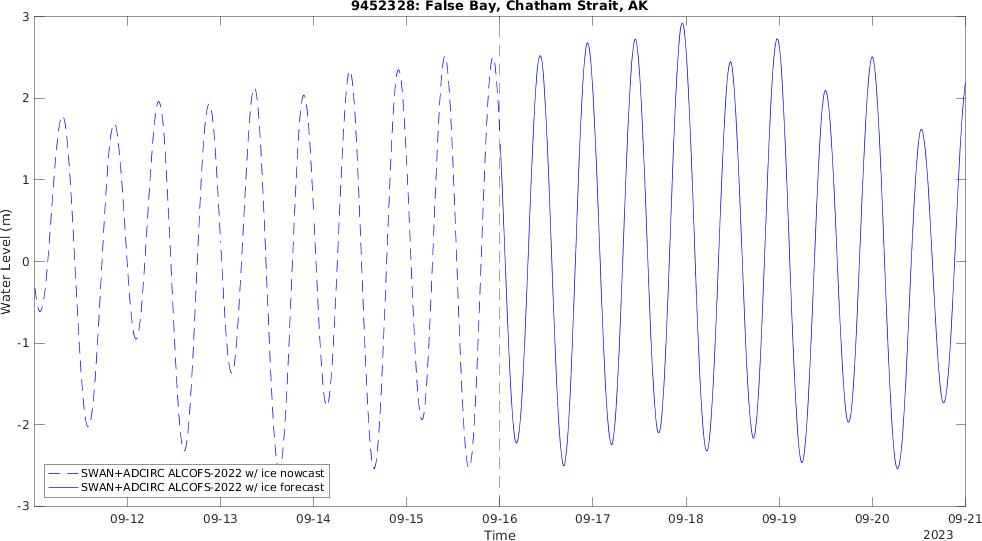 9452328: False Bay, Chatham Strait, AK
3
2
1
0
-1
-2
-3
Water Level (m)
SWAN+ADCIRC ALCOFS-2022 w/ ice nowcast
SWAN+ADCIRC ALCOFS-2022 w/ ice forecast
09-12 09-13 09-14 09-15 09-16 09-17 09-18 09-19 09-20 09-21
Time
2023